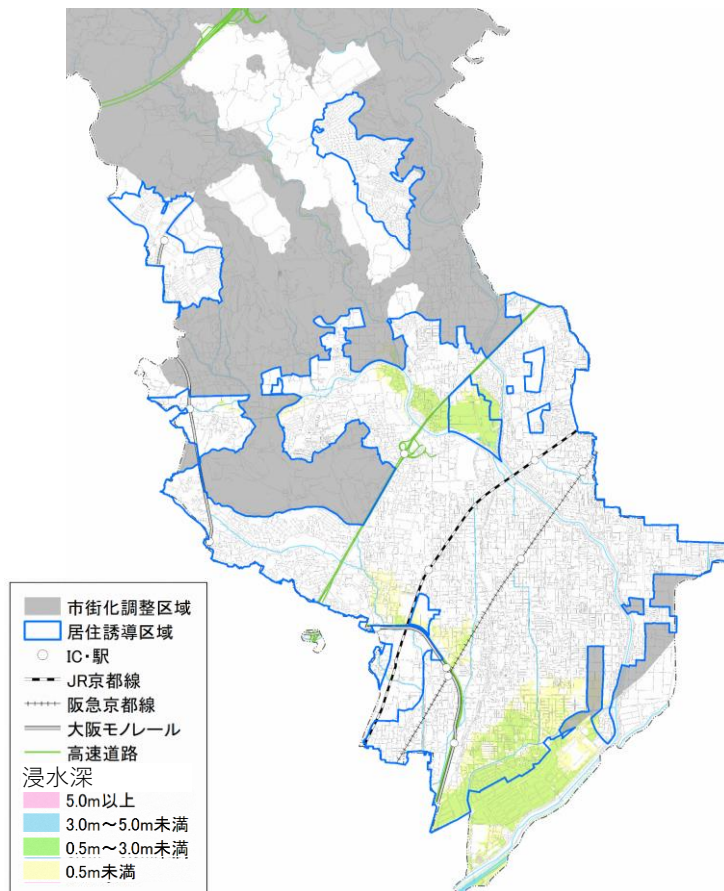 市街化調整区域
居住誘導区域
IC・駅
JR京都線
阪急京都線
大阪モノレール
高速道路
浸水深
5.0m以上
3.0m～5.0m未満
0.5m～3.0m未満
0.5m未満